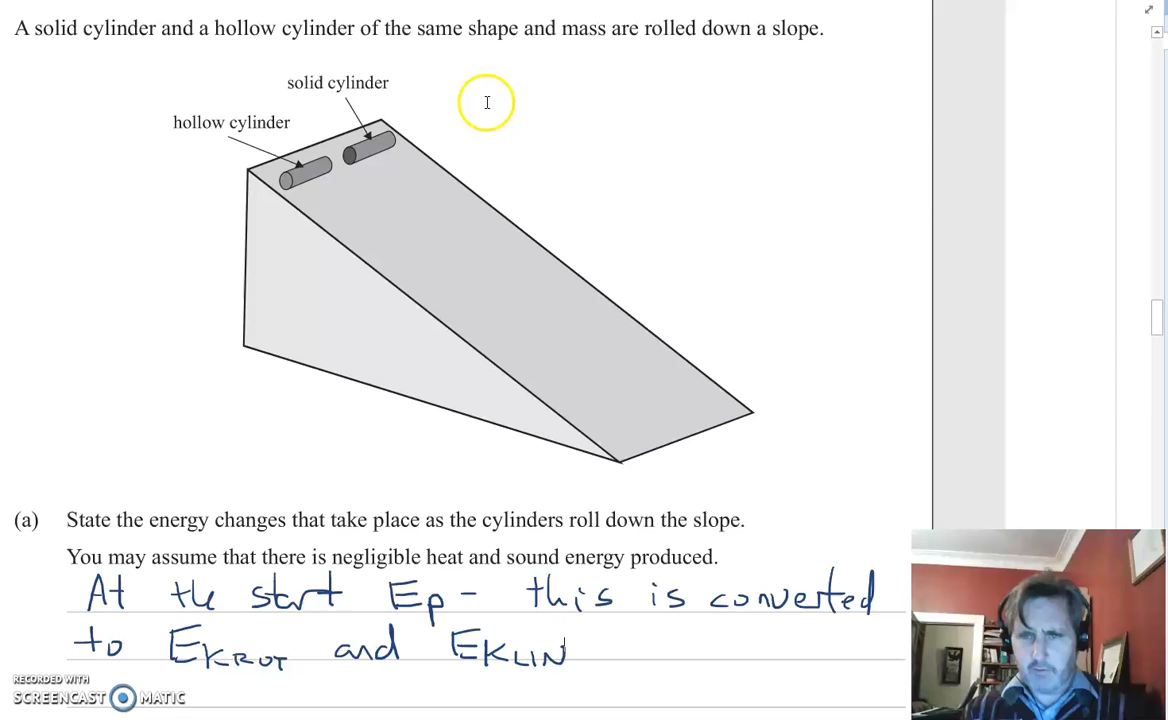 A solid cylinder and a hollow cylinder of the same shape and mass are rolled down a slope.
solid cylinder
hollow cylinder
(a) State the energy changes that take place as the cylinders roll down the slope.
You may assume that there is negligible heat and sound energy produced.
At the start Ep - this is converted
to EKROT and EKLIN
RECORDED WITH
SCREENCAST MATIC